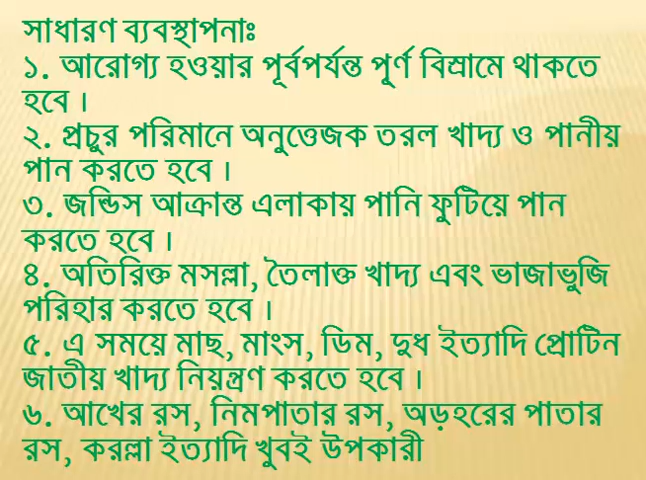 সাধারণ ব্যবস্থাপনাঃ
১. আরোগ্য হওয়ার পূর্বপর্যন্ত পূর্ণ বিস্রামে থাকতে
হবে।
২. প্রচুর পরিমানে অনুত্তেজক তরল খাদ্য ও পানীয়
পান করতে হবে।
৩. জন্ডিস আক্রান্ত এলাকায় পানি ফুটিয়ে পান
করতে হবে।
৪. অতিরিক্ত মসল্লা, তৈলাক্ত খাদ্য এবং ভাজাভুজি
পরিহার করতে হবে।
৫. এ সময়ে মাছ, মাংস, ডিম, দুধ ইত্যাদি প্রোটিন
জাতীয় খাদ্য নিয়ন্ত্রণ করতে হবে।
৬. আখের রস, নিমপাতার রস, অড়হরের পাতার
রস, করল্লা ইত্যাদি খুবই উপকারী